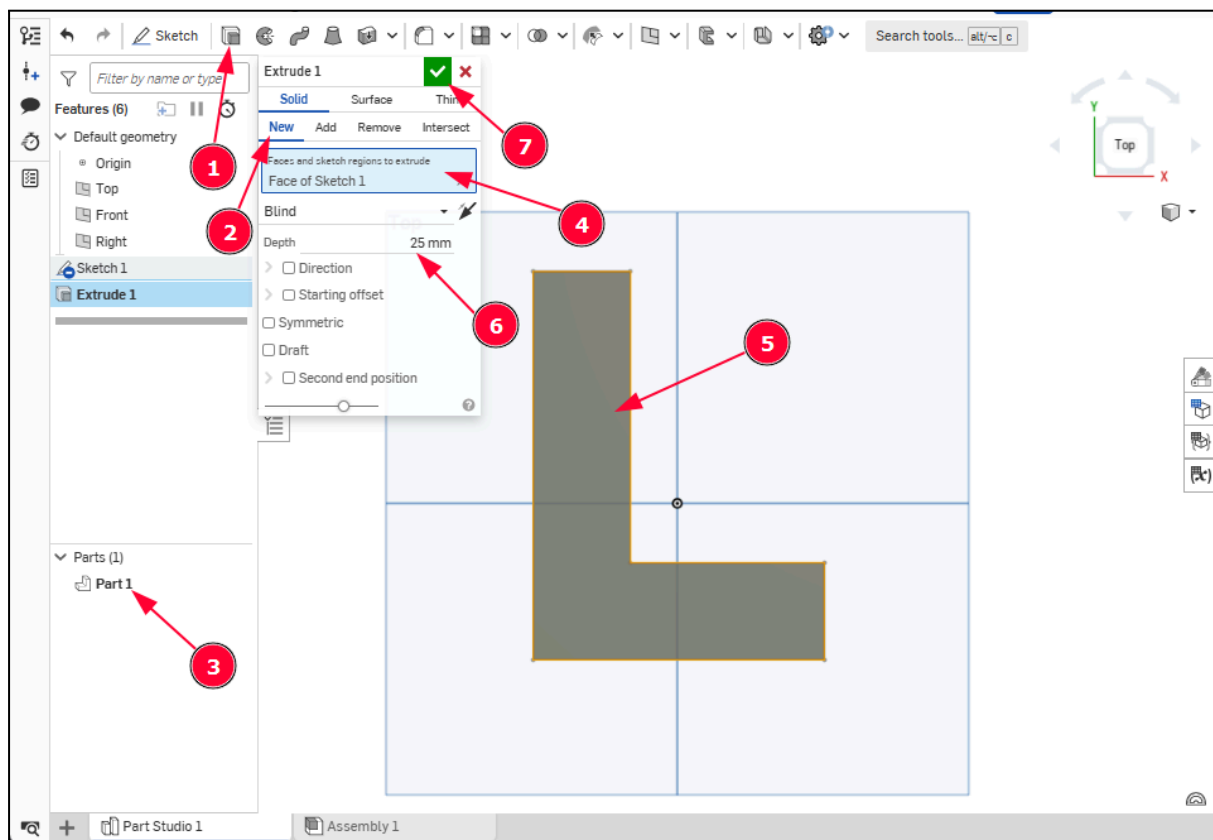 Sketch
Search tools... alt/⌥ c
Filter by name or type
Features (6)
Default geometry
Origin
Top
Front
Right
Sketch 1
Extrude 1
Extrude 1
Solid Surface Thin
New Add Remove Intersect
Faces and sketch regions to extrude
Face of Sketch 1
Blind
Depth 25 mm
Direction
Starting offset
Symmetric
Draft
Second end position
Top
1
2
3
4
5
6
7
Y
Top
X
(x)
Parts (1)
Part 1
Part Studio 1
Assembly 1